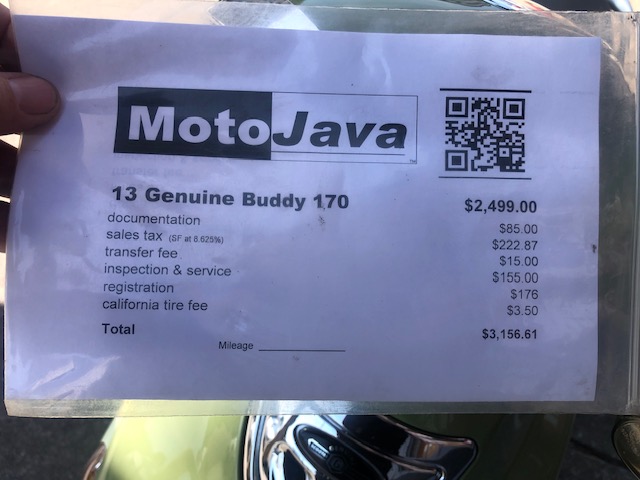 MotoJava
TM
13 Genuine Buddy 170 $2,499.00
documentation $85.00
sales tax (SF at 8.625%) $222.87
transfer fee $15.00
inspection & service $155.00
registration $176
california tire fee $3.50
Total $3,156.61
Mileage